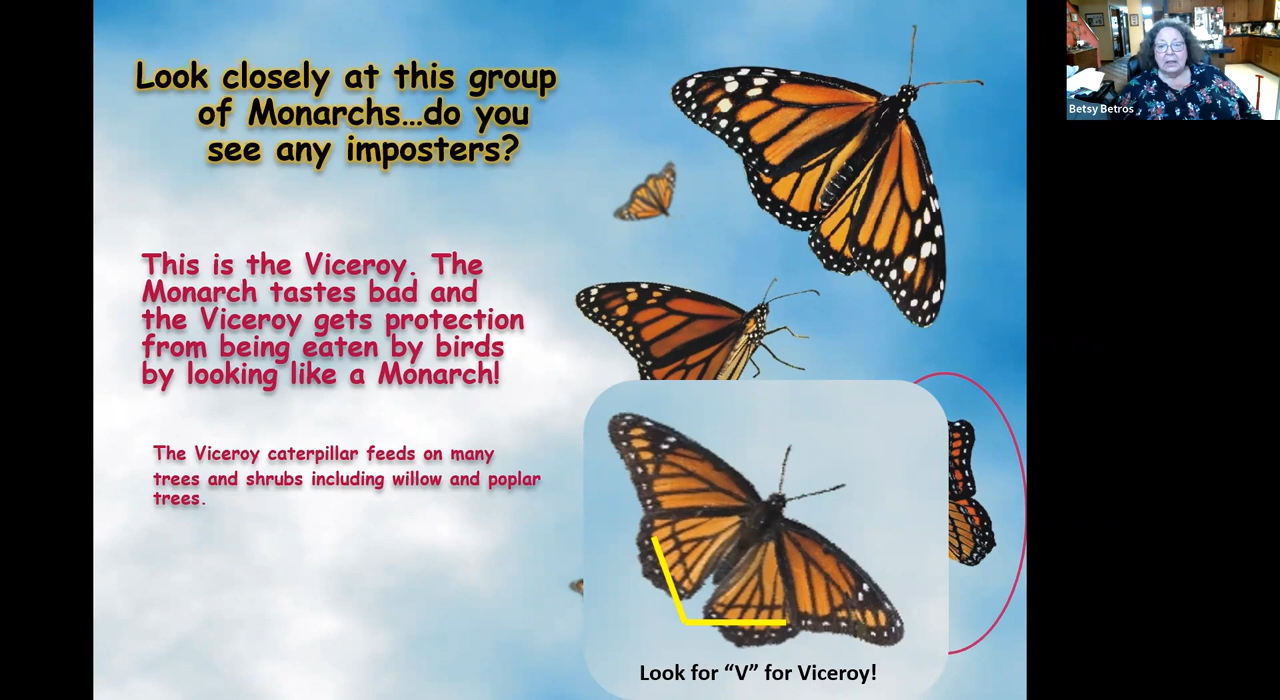 Look closely at this group
of Monarchs...do you
see any imposters?
This is the Viceroy. The
Monarch tastes bad and
the Viceroy gets protection
from being eaten by birds
by looking like a Monarch!
The Viceroy caterpillar feeds on many
trees and shrubs including willow and poplar
trees.
Look for “V” for Viceroy!
Betsy Betros